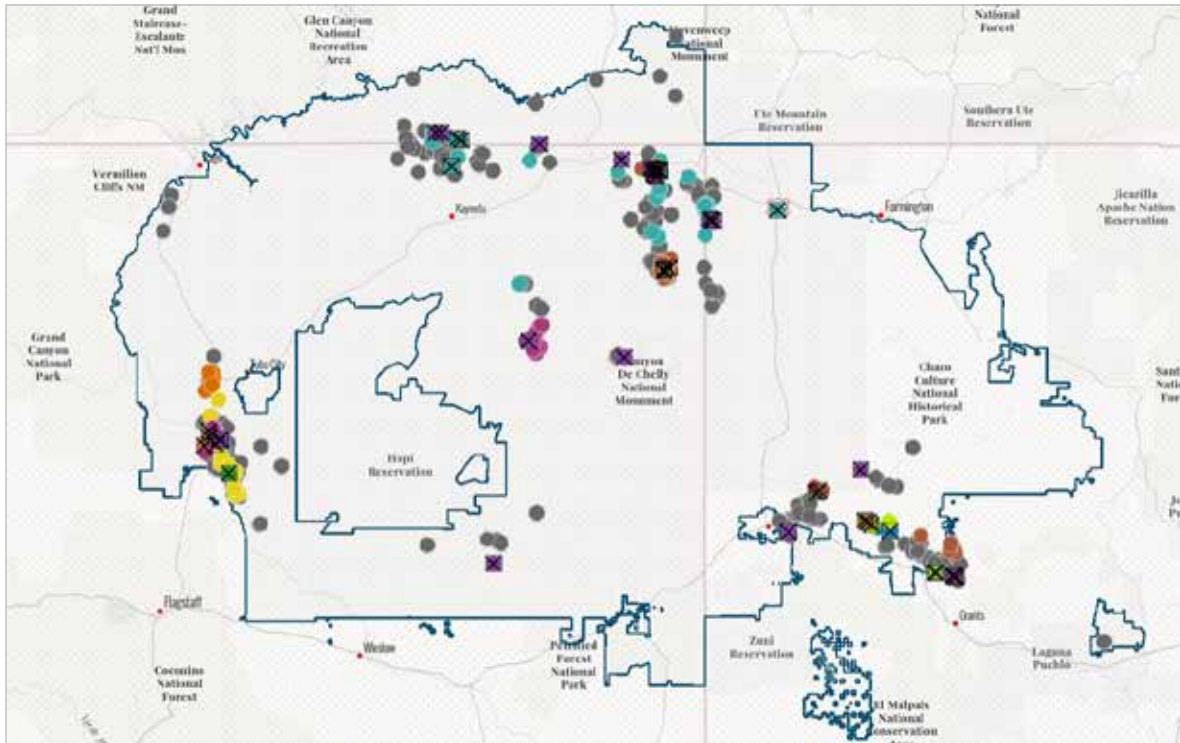 Grand
Staircase-
Escalante
Nat'l Mon
Glen Canyon
National
Recreation
Area
Hovenweep
National
Monument
National
Forest
Ute Mountain
Reservation
Southern Ute
Reservation
Vermilion
Cliffs NM
Jicarilla
Apache Nation
Reservation
Kayenta
Farmington
Grand
Canyon
National
Park
Tuba City
Canyon
De Chelly
National
Monument
Chaco
Culture
National
Historical
Park
Hopi
Reservation
Flagstaff
Winslow
Coconino
National
Forest
Petrified
Forest
National
Park
Zuni
Reservation
Grants
Laguna
Pueblo
El Malpais
National
Conservation